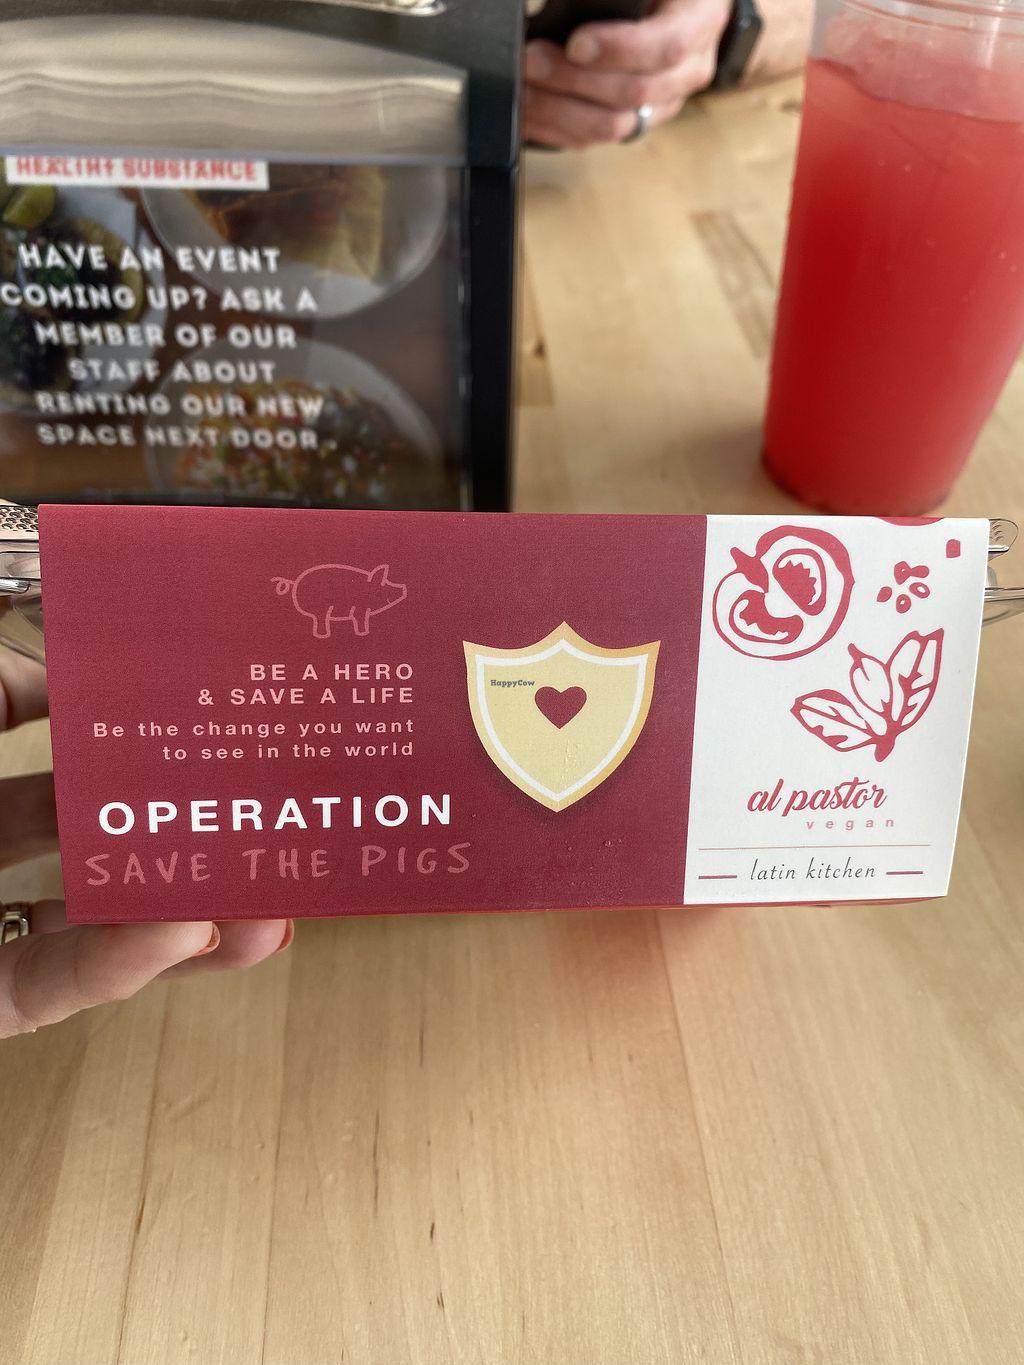 HEALTHY SUBSTANCE
HAVE AN EVENT
COMING UP? ASK A
MEMBER OF OUR
STAFF ABOUT
RENTING OUR NEW
SPACE NEXT DOOR
BE A HERO
& SAVE A LIFE
Be the change you want
to see in the world
OPERATION
SAVE THE PIGS
HappyCow
al pastor
vegan
latin kitchen